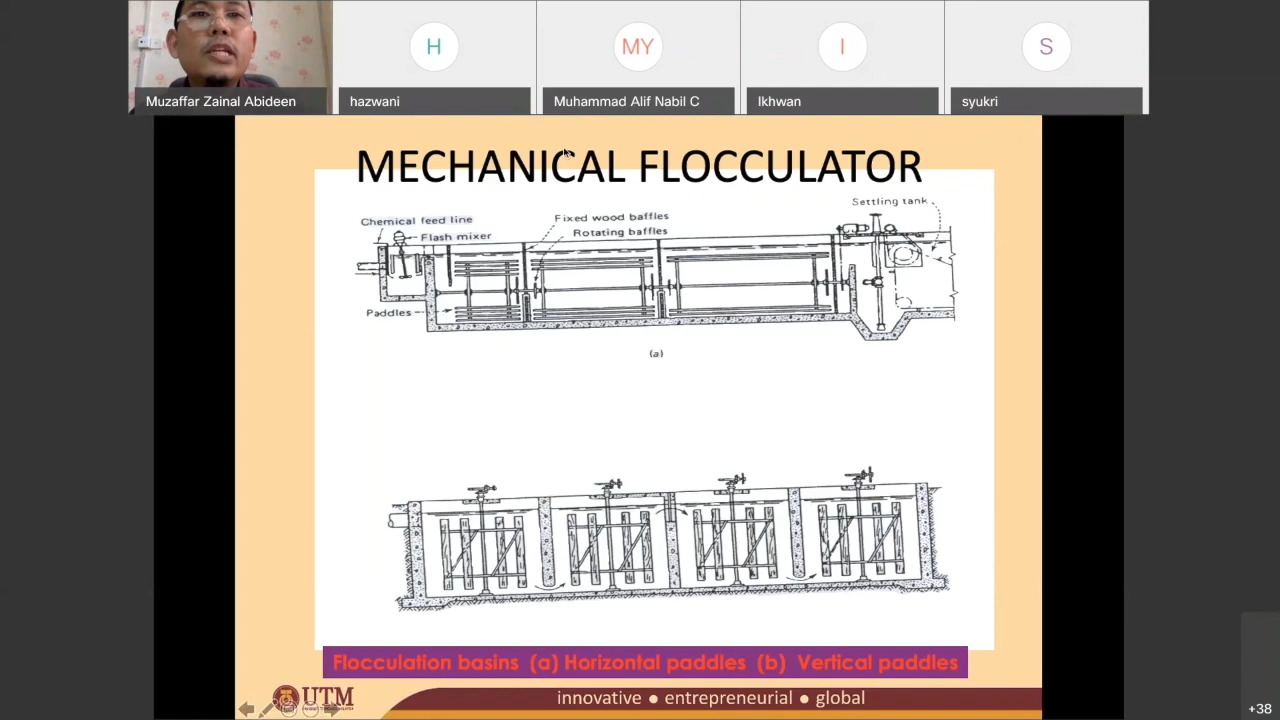 H
MY
I
S
Muzaffar Zainal Abideen
hazwani
Muhammad Alif Nabil C
Ikhwan
syukri
MECHANICAL FLOCCULATOR
Settling tank
Chemical feed line
Fixed wood baffles
Flash mixer
Rotating baffles
Paddles
(a)
Flocculation basins (a) Horizontal paddles (b) Vertical paddles
UTM
innovative ● entrepreneurial ● global
+38